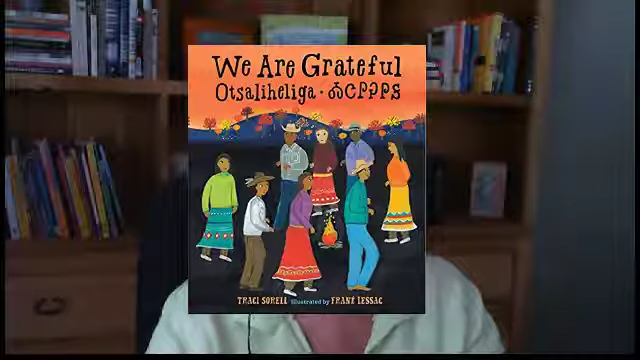 We Are Grateful
Otsaliheliga · ᎣᏣᎵᎮᎵᎦ
TRACI SORELL Illustrated by FRANÉ LESSAC